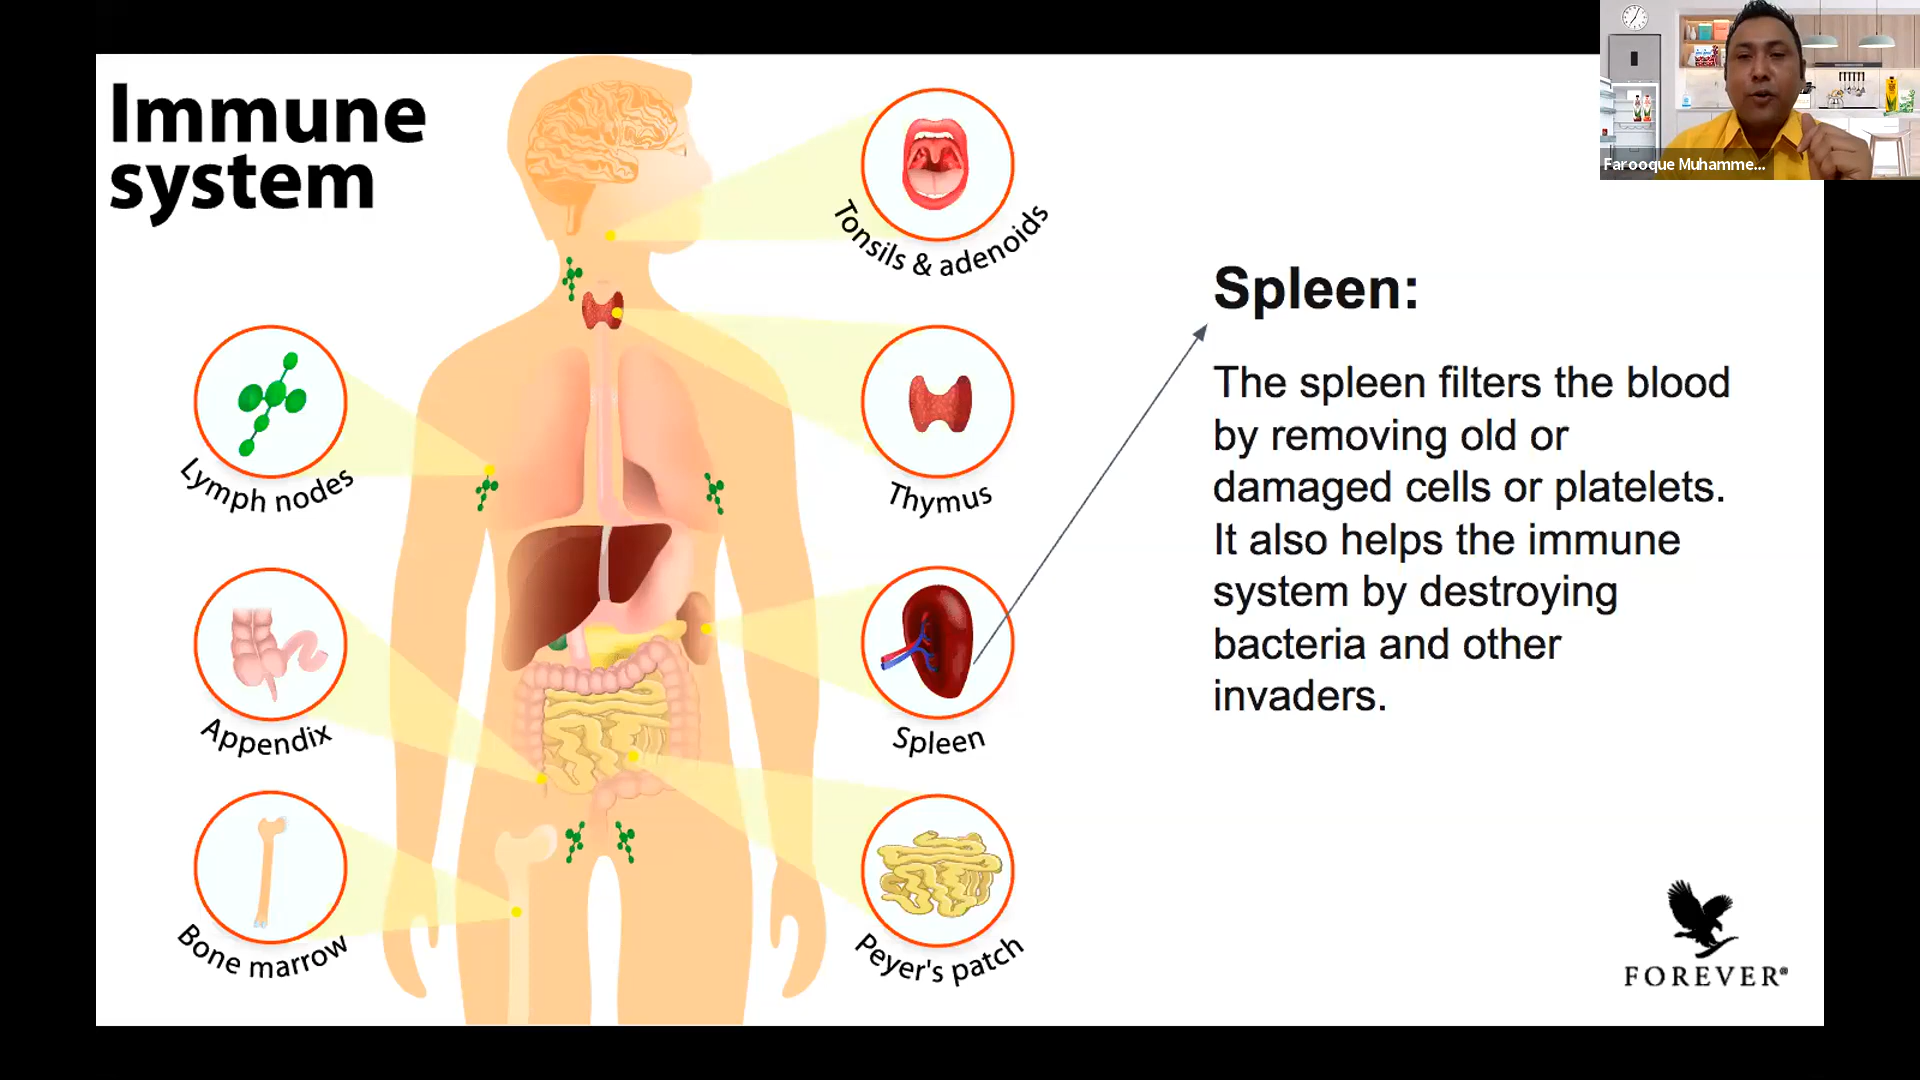 Immune
system
Tonsils & adenoids
Lymph nodes
Thymus
Appendix
Spleen
Bone marrow
Peyer's patch
Spleen:
The spleen filters the blood
by removing old or
damaged cells or platelets.
It also helps the immune
system by destroying
bacteria and other
invaders.
FOREVER®
Farooque Muhamme...